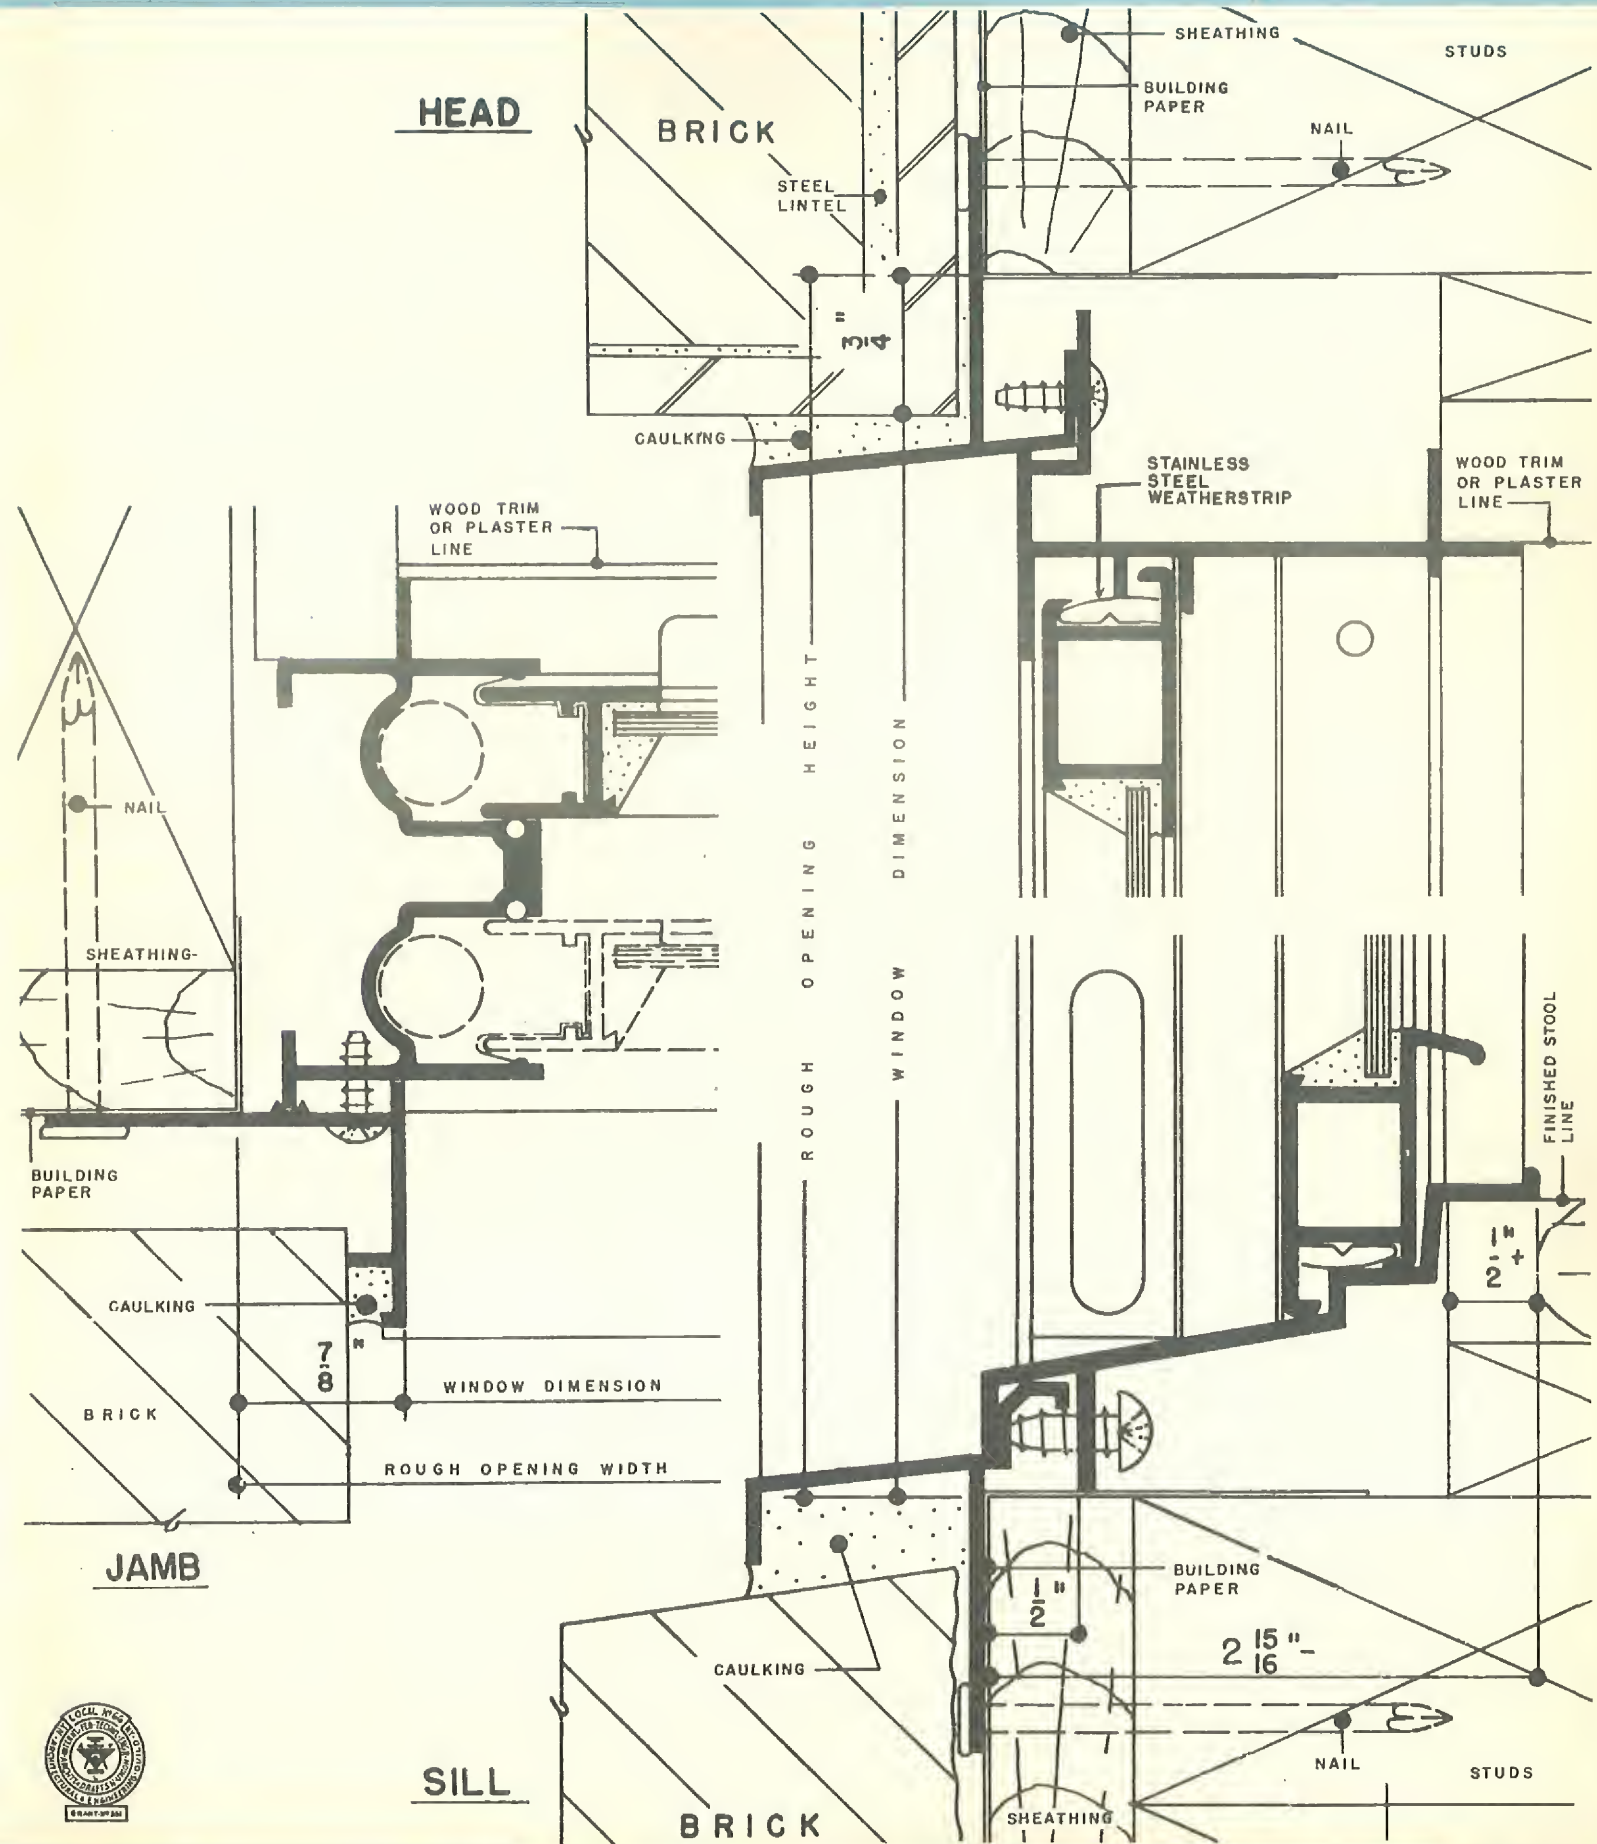 HEAD
BRICK
STEEL
LINTEL
3/4"
CAULKING
SHEATHING
STUDS
BUILDING
PAPER
NAIL
STAINLESS
STEEL
WEATHERSTRIP
WOOD TRIM
OR PLASTER
LINE
WOOD TRIM
OR PLASTER
LINE
NAIL
SHEATHING
BUILDING
PAPER
CAULKING
7/8"
BRICK
WINDOW DIMENSION
ROUGH OPENING WIDTH
JAMB
ROUGH OPENING HEIGHT
WINDOW DIMENSION
FINISHED STOOL
LINE
1/2" +
BUILDING
PAPER
1/2"
2 15/16" -
CAULKING
NAIL
STUDS
SHEATHING
SILL
BRICK
LOCAL Nº 66